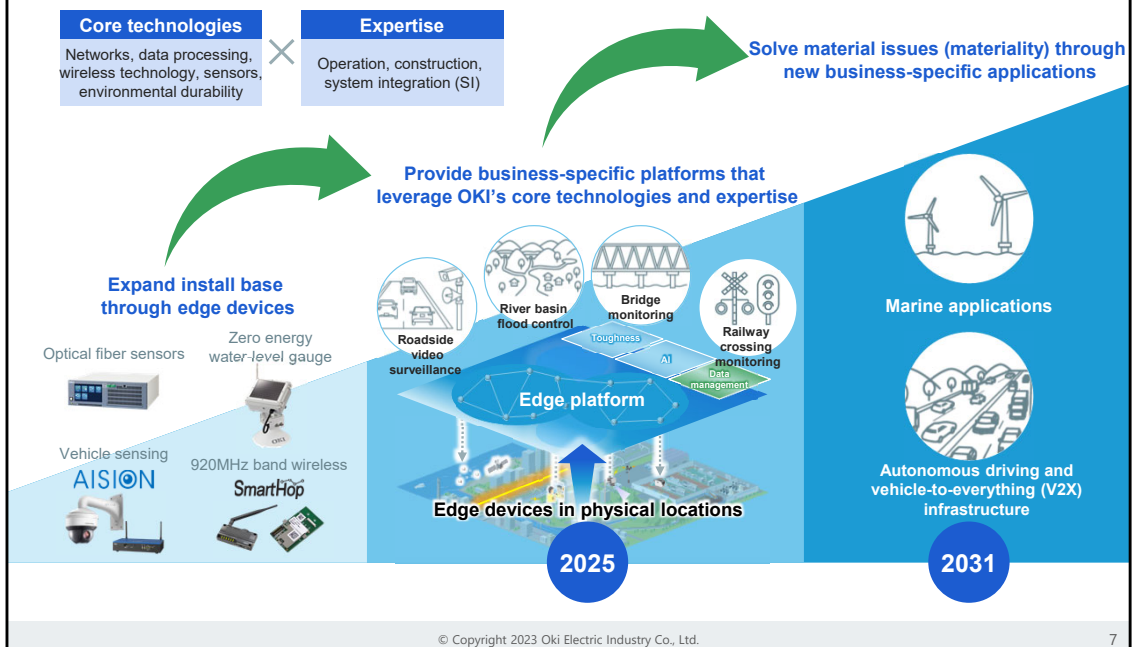 Core technologies
Networks, data processing,
wireless technology, sensors,
environmental durability
Expertise
Operation, construction,
system integration (SI)
Solve material issues (materiality) through
new business-specific applications
Provide business-specific platforms that
leverage OKI's core technologies and expertise
Expand install base
through edge devices
Optical fiber sensors
Zero energy
water-level gauge
OKI
Vehicle sensing
AISION
920MHz band wireless
SmartHop
Roadside
video
surveillance
River basin
flood control
Bridge
monitoring
Railway
crossing
monitoring
Toughness
AI
Data
management
Edge platform
Edge devices in physical locations
2025
Marine applications
Autonomous driving and
vehicle-to-everything (V2X)
infrastructure
2031
© Copyright 2023 Oki Electric Industry Co., Ltd.
7